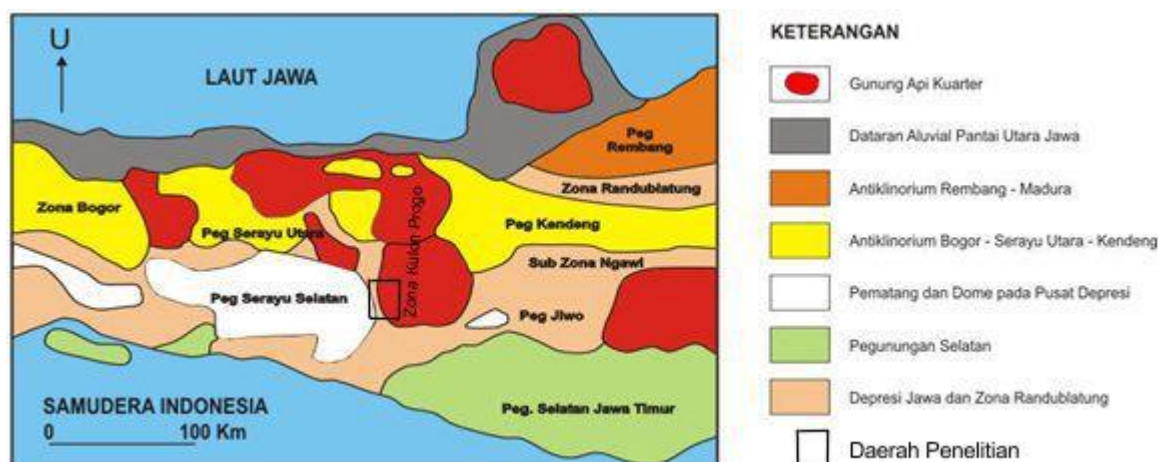 U
LAUT JAWA
Peg
Rembang
Zona Randublatung
Zona Bogor
Peg Serayu Utara
Zona Kulon Progo
Peg Kendeng
Sub Zona Ngawi
Peg Serayu Selatan
Peg Jiwo
SAMUDERA INDONESIA
0 100 Km
Peg. Selatan Jawa Timur
KETERANGAN
Gunung Api Kuarter
Dataran Aluvial Pantai Utara Jawa
Antiklinorium Rembang - Madura
Antiklinorium Bogor - Serayu Utara - Kendeng
Pematang dan Dome pada Pusat Depresi
Pegunungan Selatan
Depresi Jawa dan Zona Randublatung
Daerah Penelitian